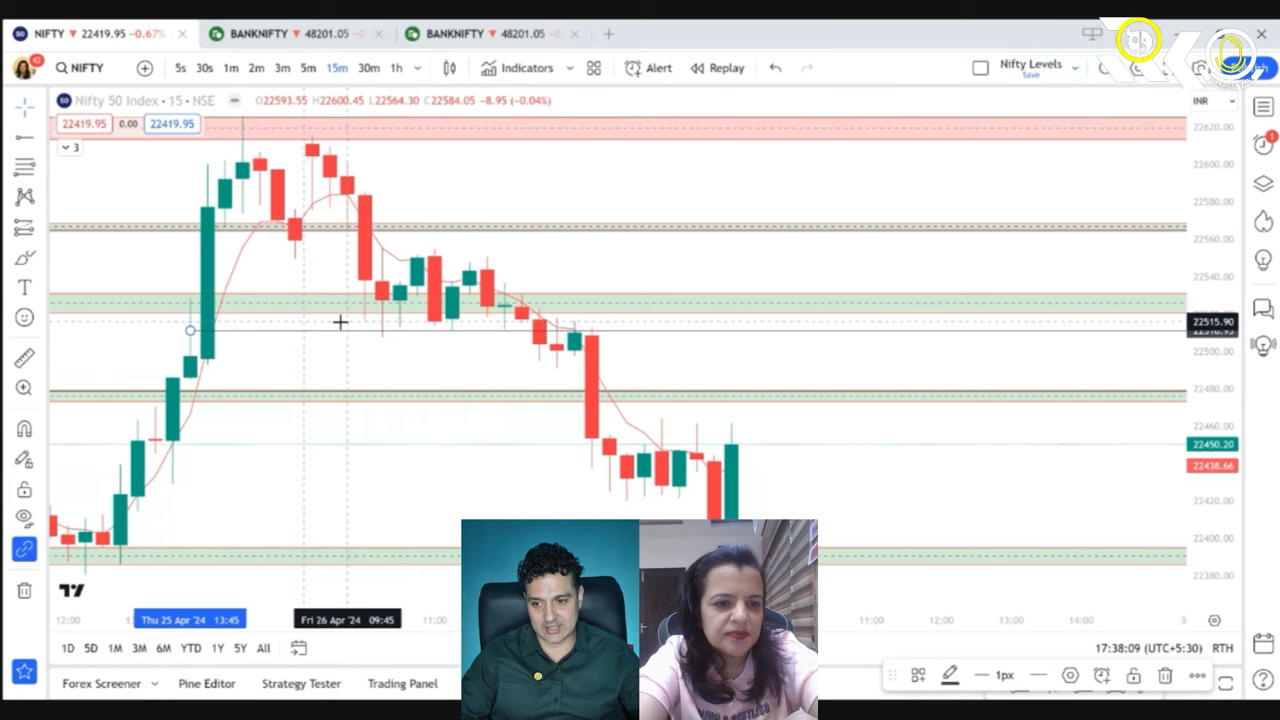 NIFTY 22419.95 -0.67%
BANKNIFTY 48201.05
BANKNIFTY 48201.05
42
NIFTY
5s 30s 1m 2m 3m 5m 15m 30m 1h
Indicators
Alert
Replay
Nifty Levels
Save
Nifty 50 Index · 15 · NSE
O22593.55 H22600.45 L22564.30 C22584.05 -8.95 (-0.04%)
INR
22419.95 0.00 22419.95
3
1
22620.00
22600.00
22580.00
22560.00
22540.00
22515.90
22500.00
22480.00
22460.00
22450.20
22438.66
22420.00
22400.00
22380.00
12:00
Thu 25 Apr '24 13:45
Fri 26 Apr '24 09:45
11:00
11:00
12:00
13:00
14:00
1D 5D 1M 3M 6M YTD 1Y 5Y All
17:38:09 (UTC+5:30) RTH
1px
Forex Screener
Pine Editor
Strategy Tester
Trading Panel